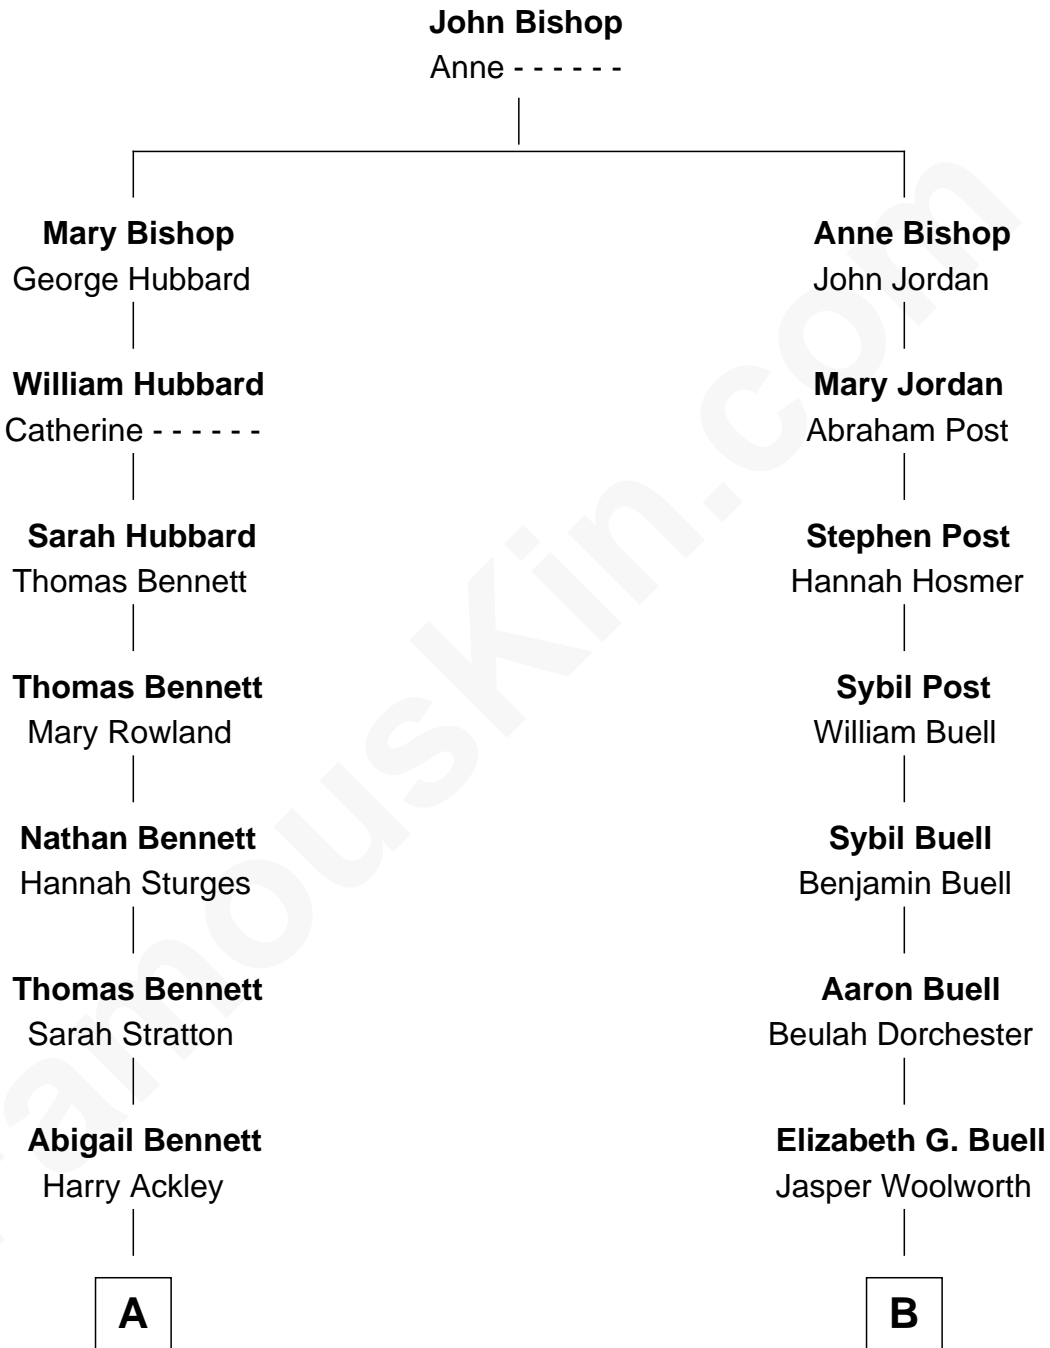 John Bishop
Anne - - - - - -
Mary Bishop
George Hubbard
Anne Bishop
John Jordan
William Hubbard
Catherine - - - - - -
Mary Jordan
Abraham Post
Sarah Hubbard
Thomas Bennett
Stephen Post
Hannah Hosmer
Thomas Bennett
Mary Rowland
Sybil Post
William Buell
Nathan Bennett
Hannah Sturges
Sybil Buell
Benjamin Buell
Thomas Bennett
Sarah Stratton
Aaron Buell
Beulah Dorchester
Abigail Bennett
Harry Ackley
Elizabeth G. Buell
Jasper Woolworth
A
B
FamousKin.com